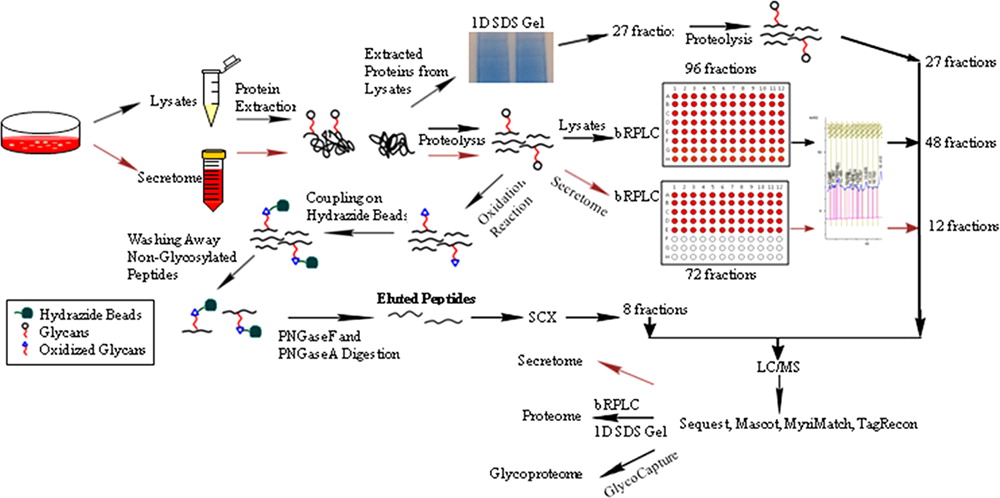 1D SDS Gel
27 fractio:
Proteolysis
27 fractions
Extracted
Proteins from
Lysates
96 fractions
Lysates
Protein
Extraction
Proteolysis
Lysates
bRPLC
48 fractions
Secretome
Secretome
bRPLC
12 fractions
72 fractions
Oxidation
Reaction
Coupling on
Hydrazide Beads
Washing Away
Non-Glycosylated
Peptides
Hydrazide Beads
Glycans
Oxidized Glycans
PNGaseF and
PNGaseA Digestion
Eluted Peptides
SCX
8 fractions
LC/MS
Sequest, Mascot, MyriMatch, TagRecon
Secretome
Proteome
bRPLC
1D SDS Gel
Glycoproteome
GlycoCapture